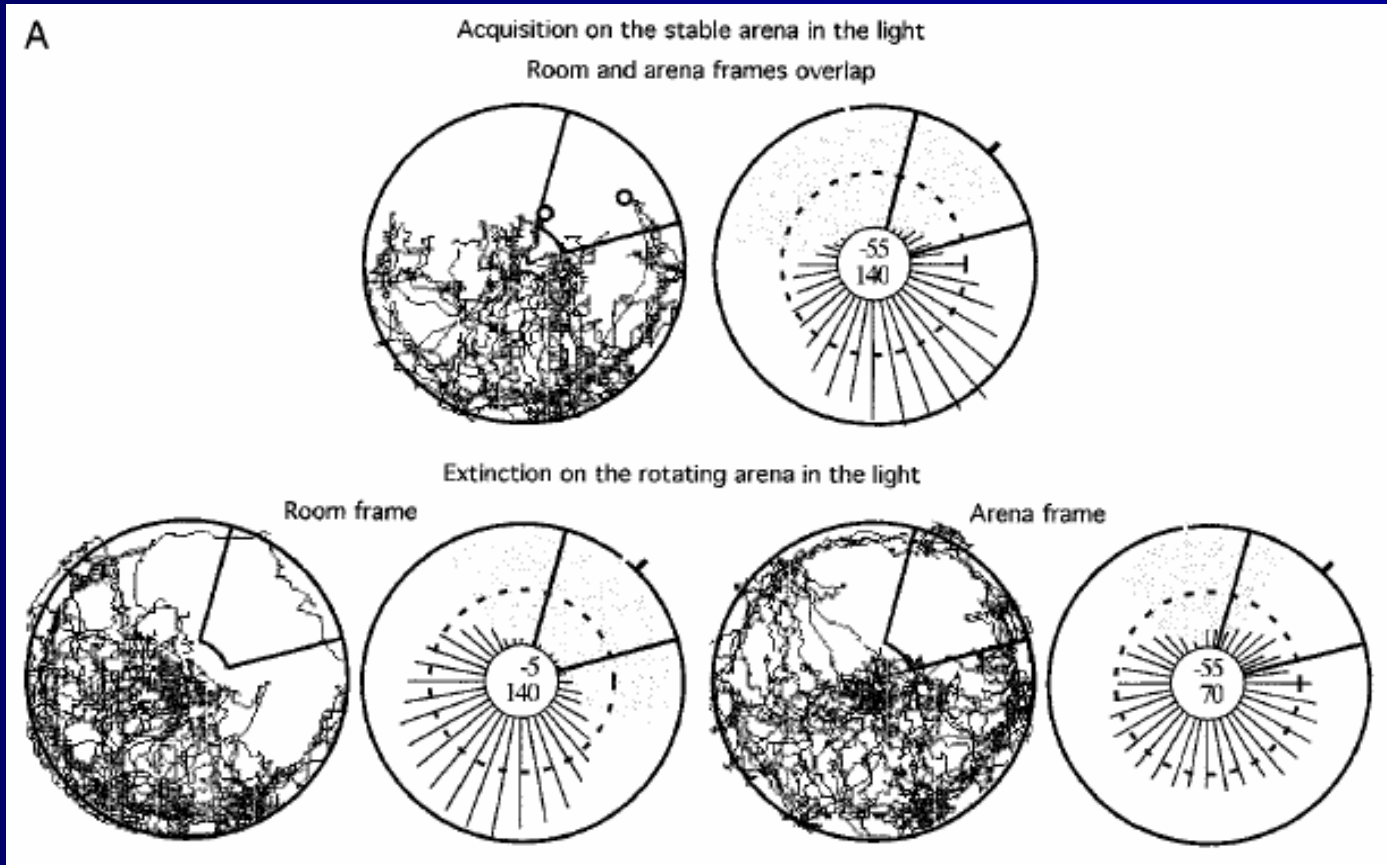 A
Acquisition on the stable arena in the light
Room and arena frames overlap
-55
140
Extinction on the rotating arena in the light
Room frame
Arena frame
-5
140
-55
70